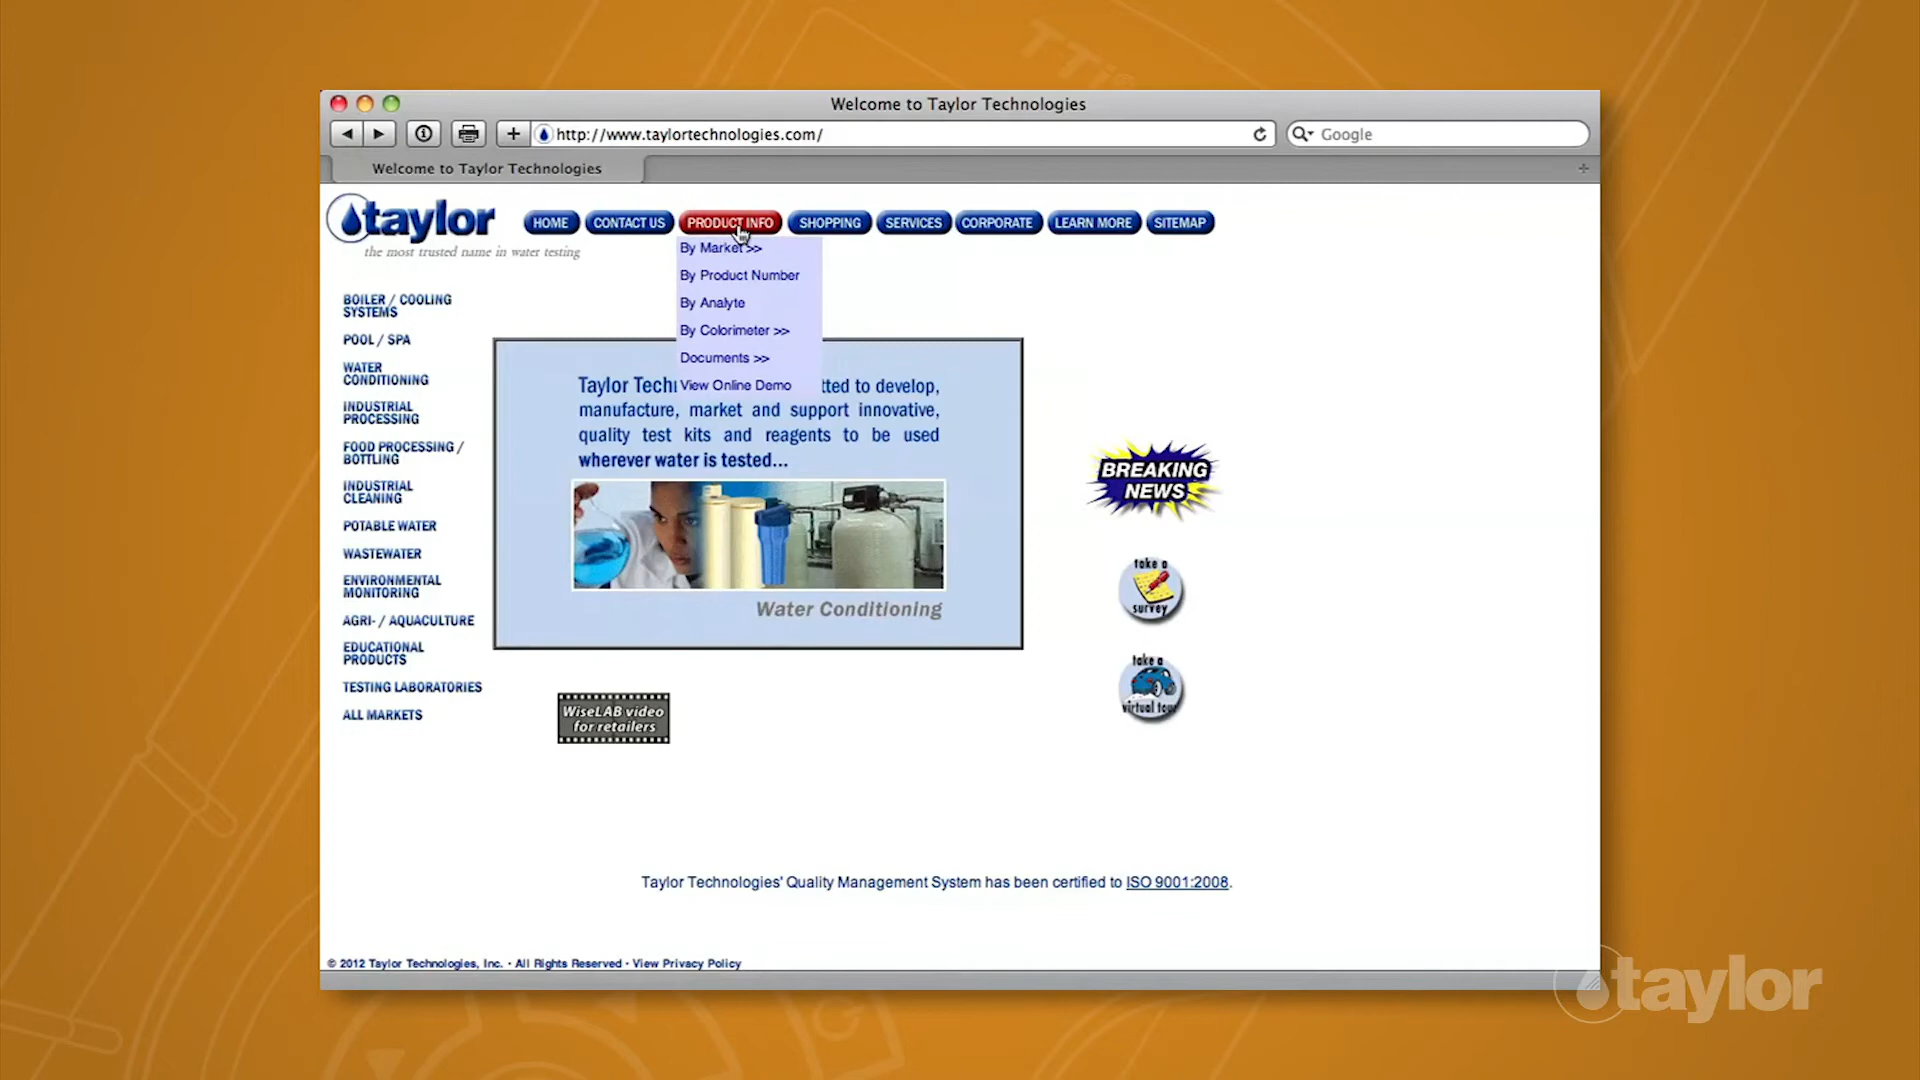 Welcome to Taylor Technologies
http://www.taylortechnologies.com/
Google
Welcome to Taylor Technologies
taylor
the most trusted name in water testing
HOME
CONTACT US
PRODUCT INFO
SHOPPING
SERVICES
CORPORATE
LEARN MORE
SITEMAP
By Market >>
By Product Number
By Analyte
By Colorimeter >>
Documents >>
View Online Demo
BOILER / COOLING
SYSTEMS
POOL / SPA
WATER
CONDITIONING
INDUSTRIAL
PROCESSING
FOOD PROCESSING /
BOTTLING
INDUSTRIAL
CLEANING
POTABLE WATER
WASTEWATER
ENVIRONMENTAL
MONITORING
AGRI- / AQUACULTURE
EDUCATIONAL
PRODUCTS
TESTING LABORATORIES
ALL MARKETS
Taylor Techn tted to develop,
manufacture, market and support innovative,
quality test kits and reagents to be used
wherever water is tested...
Water Conditioning
WiseLAB video
for retailers
BREAKING
NEWS
take a
survey
take a
virtual tour
Taylor Technologies' Quality Management System has been certified to ISO 9001:2008.
© 2012 Taylor Technologies, Inc. • All Rights Reserved • View Privacy Policy
taylor